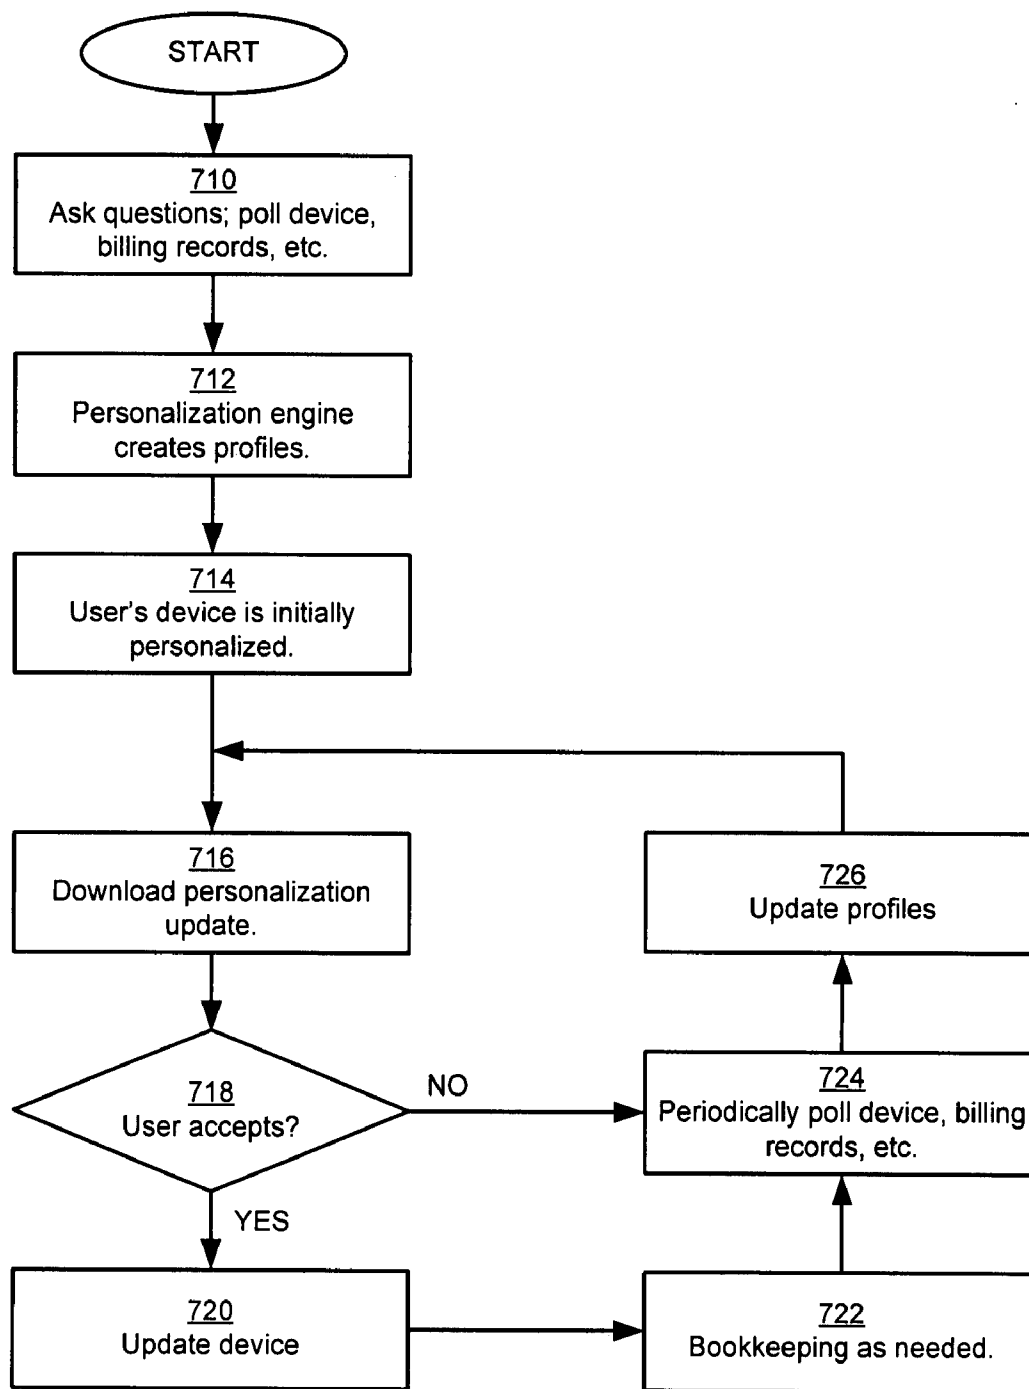 START
710
Ask questions; poll device,
billing records, etc.
712
Personalization engine
creates profiles.
714
User's device is initially
personalized.
716
Download personalization
update.
726
Update profiles
718
User accepts?
NO
724
Periodically poll device, billing
records, etc.
YES
720
Update device
722
Bookkeeping as needed.